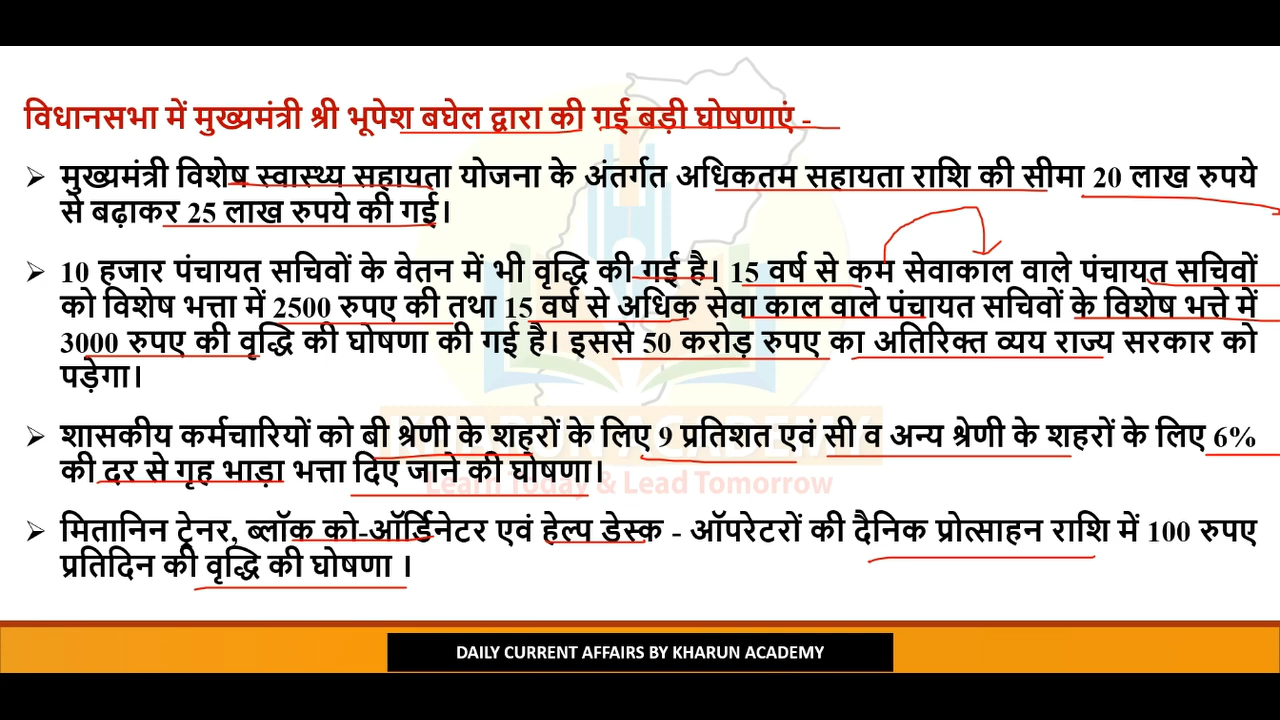 विधानसभा में मुख्यमंत्री श्री भूपेश बघेल द्वारा की गई बड़ी घोषणाएं -
➢ मुख्यमंत्री विशेष स्वास्थ्य सहायता योजना के अंतर्गत अधिकतम सहायता राशि की सीमा 20 लाख रुपये
से बढ़ाकर 25 लाख रुपये की गई।
➢ 10 हजार पंचायत सचिवों के वेतन में भी वृद्धि की गई है। 15 वर्ष से कम सेवाकाल वाले पंचायत सचिवों
को विशेष भत्ता में 2500 रुपए की तथा 15 वर्ष से अधिक सेवा काल वाले पंचायत सचिवों के विशेष भत्ते में
3000 रुपए की वृद्धि की घोषणा की गई है। इससे 50 करोड़ रुपए का अतिरिक्त व्यय राज्य सरकार को
पड़ेगा।
➢ शासकीय कर्मचारियों को बी श्रेणी के शहरों के लिए 9 प्रतिशत एवं सी व अन्य श्रेणी के शहरों के लिए 6%
की दर से गृह भाड़ा भत्ता दिए जाने की घोषणा।
Learn Today & Lead Tomorrow
➢ मितानिन ट्रेनर, ब्लॉक को-ऑर्डिनेटर एवं हेल्प डेस्क - ऑपरेटरों की दैनिक प्रोत्साहन राशि में 100 रुपए
प्रतिदिन की वृद्धि की घोषणा ।
DAILY CURRENT AFFAIRS BY KHARUN ACADEMY